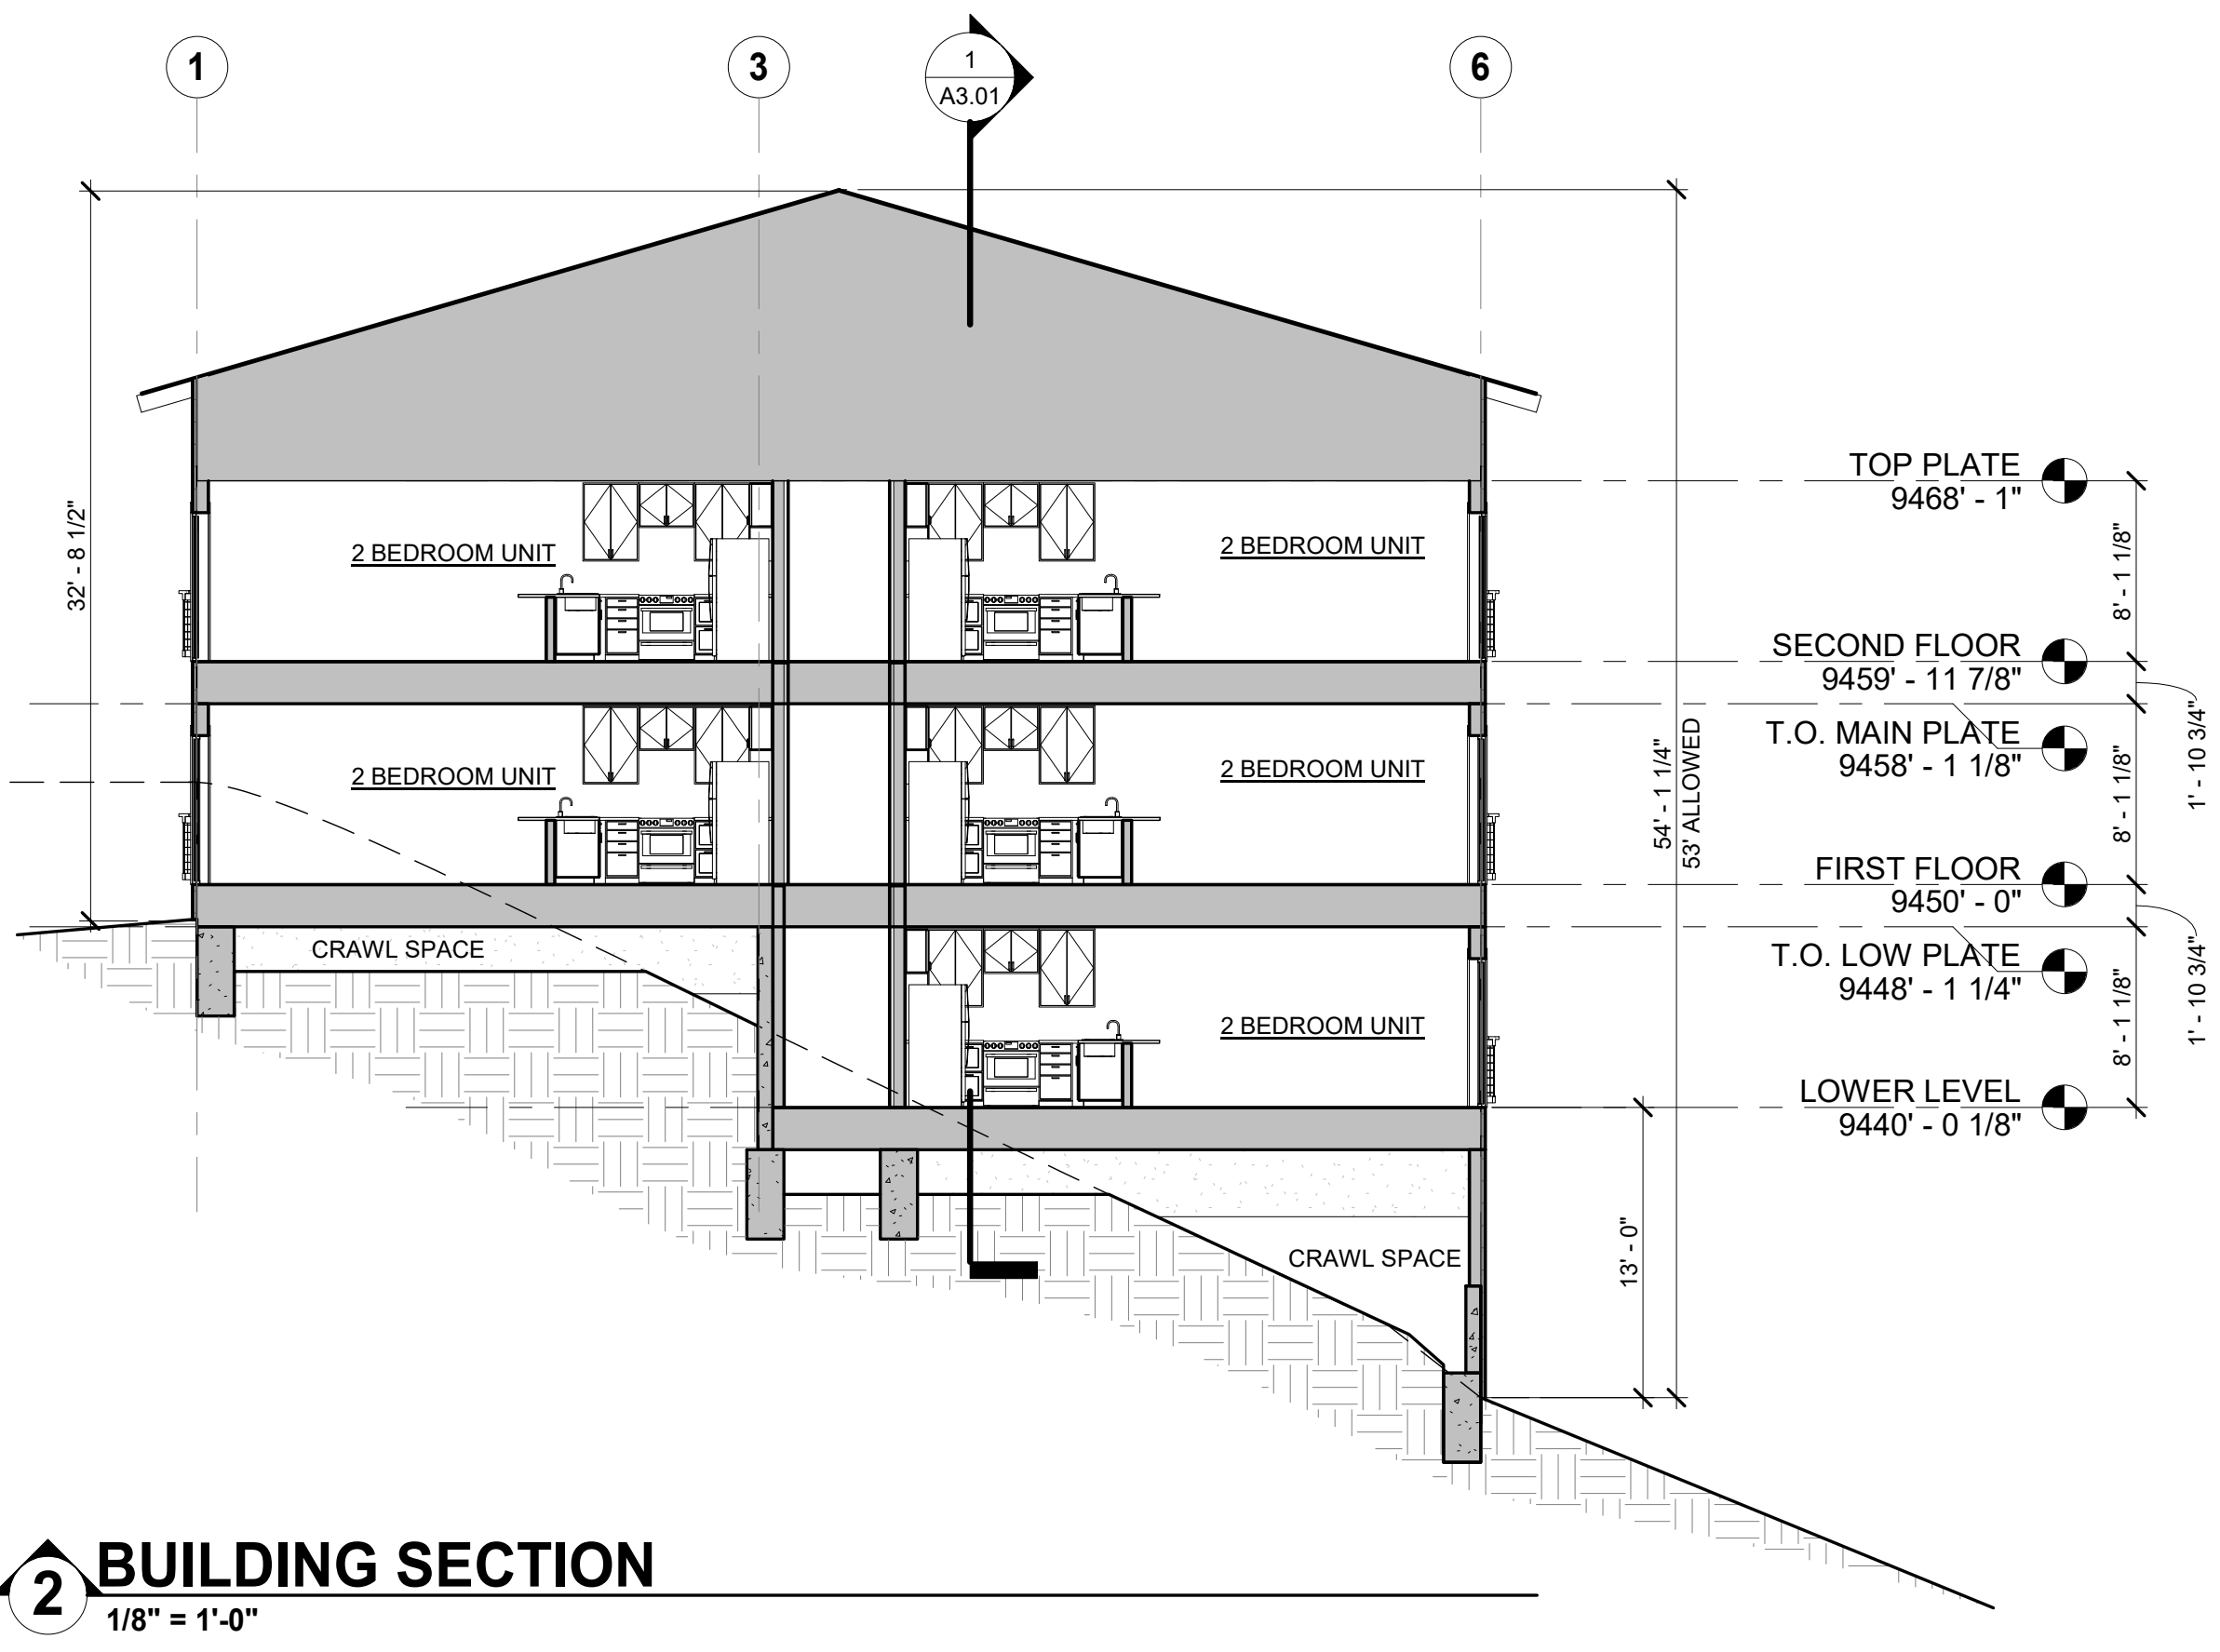 1
3
1
A3.01
6
32' - 8 1/2"
54' - 1 1/4"
53' ALLOWED
TOP PLATE
9468' - 1"
8' - 1 1/8"
2 BEDROOM UNIT
2 BEDROOM UNIT
SECOND FLOOR
9459' - 11 7/8"
1' - 10 3/4"
T.O. MAIN PLATE
9458' - 1 1/8"
8' - 1 1/8"
2 BEDROOM UNIT
2 BEDROOM UNIT
FIRST FLOOR
9450' - 0"
1' - 10 3/4"
CRAWL SPACE
T.O. LOW PLATE
9448' - 1 1/4"
8' - 1 1/8"
2 BEDROOM UNIT
LOWER LEVEL
9440' - 0 1/8"
13' - 0"
CRAWL SPACE
2
BUILDING SECTION
1/8" = 1'-0"